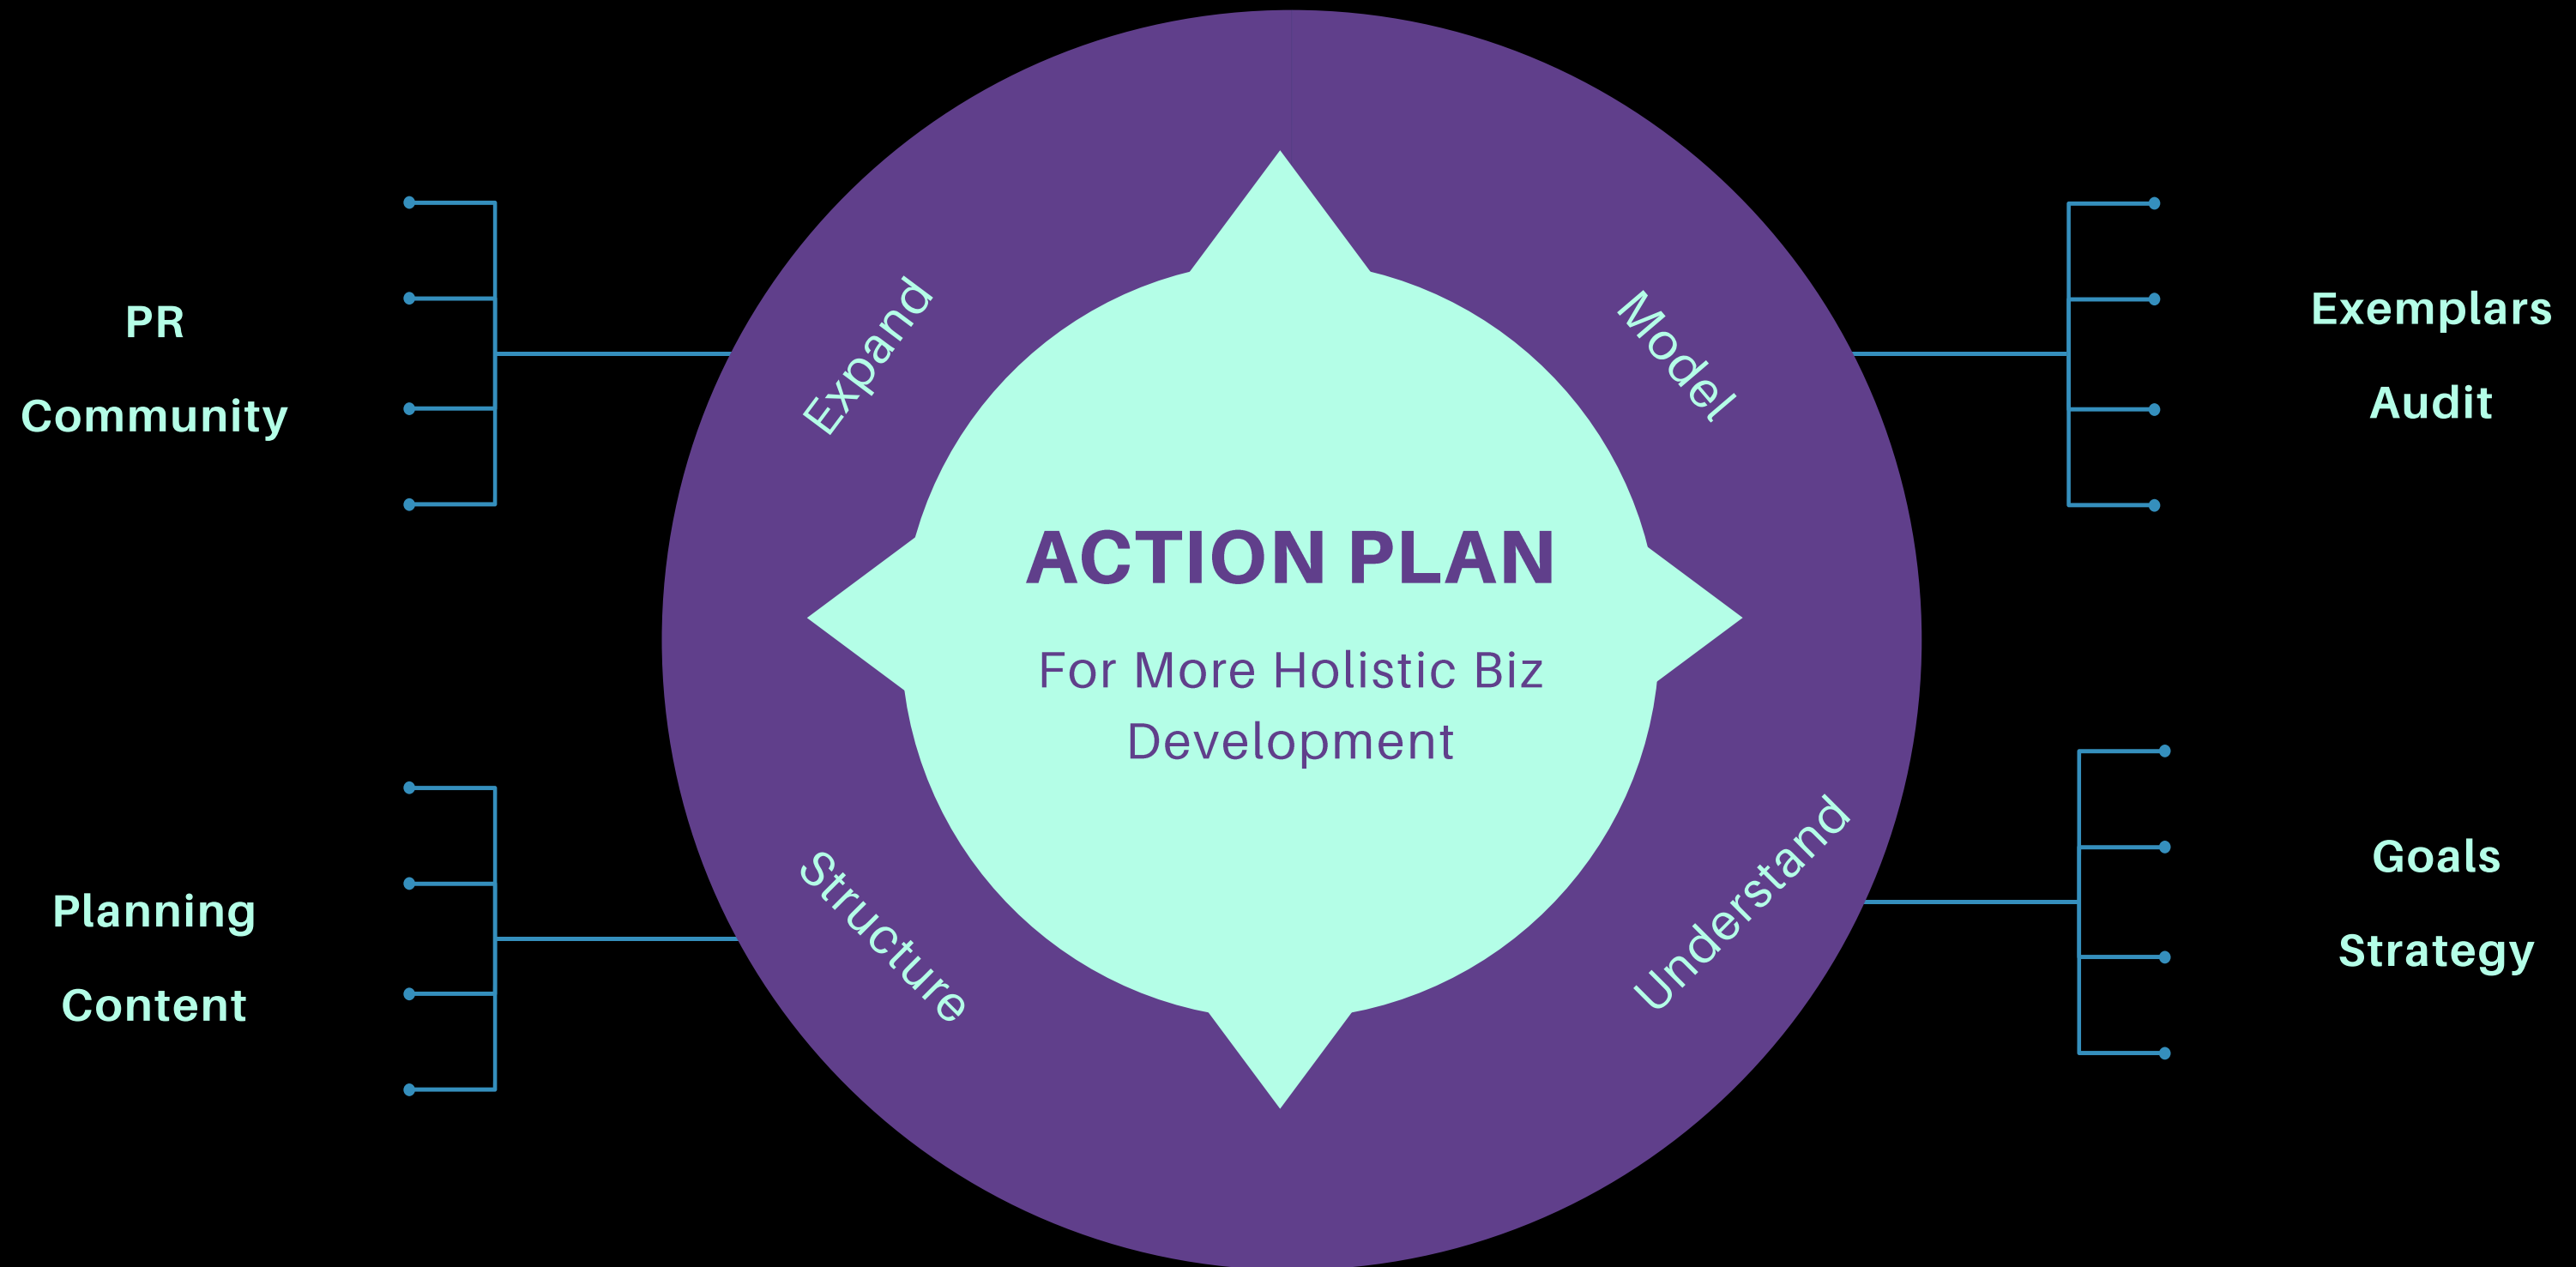 PR
Community
Planning
Content
Expand
Model
Structure
Understand
ACTION PLAN
For More Holistic Biz
Development
Exemplars
Audit
Goals
Strategy